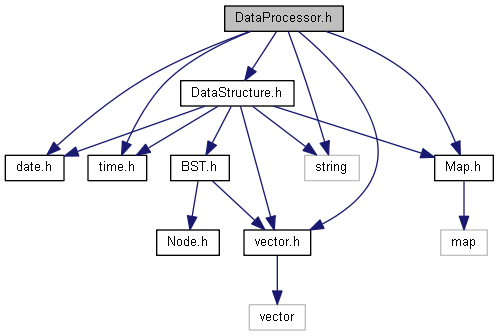 DataProcessor.h
DataStructure.h
date.h
time.h
BST.h
string
Map.h
Node.h
vector.h
map
vector